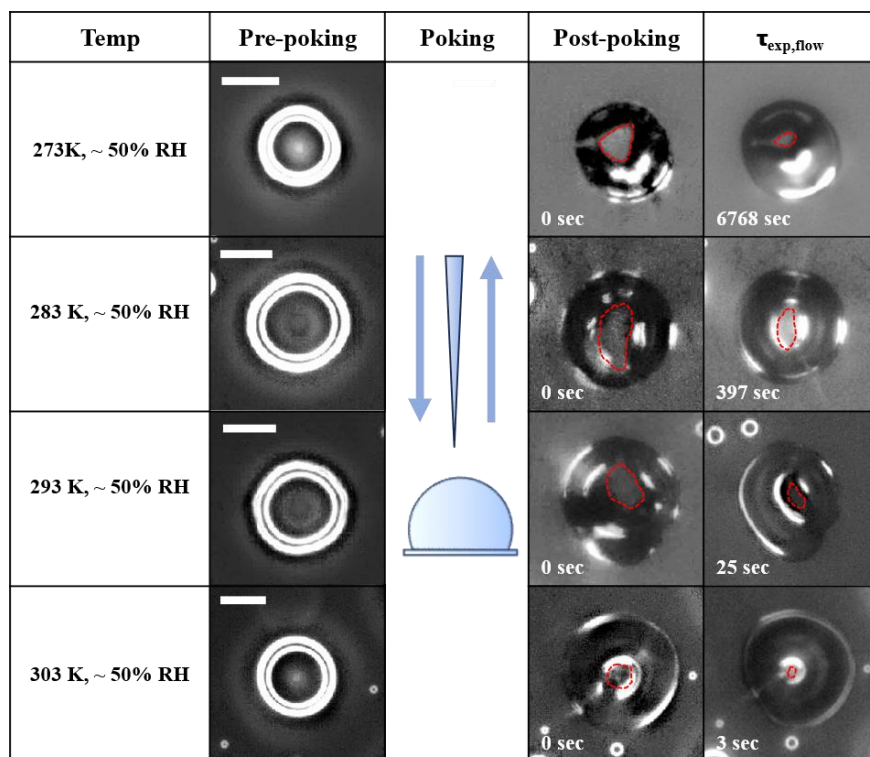 Temp Pre-poking Poking Post-poking τexp,flow
273K, ~ 50% RH
0 sec 6768 sec
283 K, ~ 50% RH
0 sec 397 sec
293 K, ~ 50% RH
0 sec 25 sec
303 K, ~ 50% RH
0 sec 3 sec